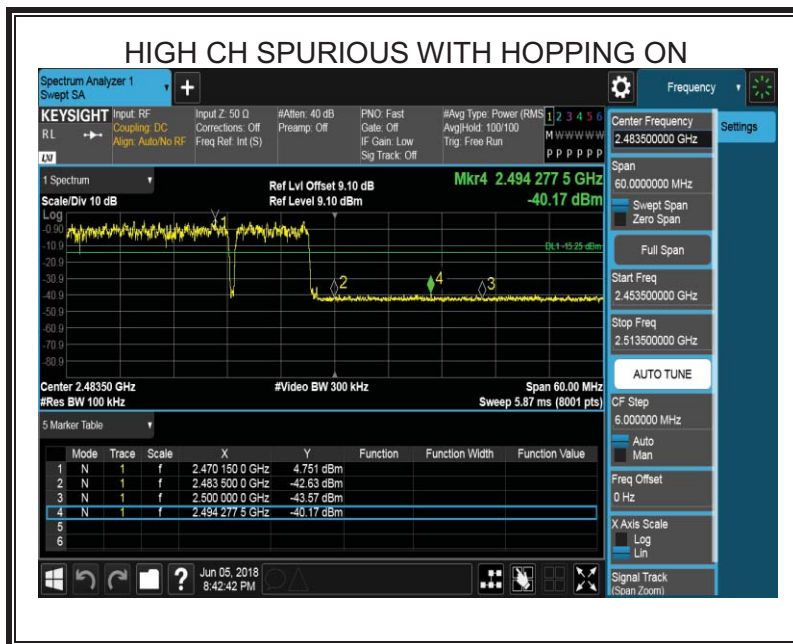 HIGH CH SPURIOUS WITH HOPPING ON
Spectrum Analyzer 1
Swept SA
+
Frequency
KEYSIGHT
RL
LXI
Input: RF
Coupling: DC
Align: Auto/No RF
Input Z: 50 Ω
Corrections: Off
Freq Ref: Int (S)
#Atten: 40 dB
Preamp: Off
PNO: Fast
Gate: Off
IF Gain: Low
Sig Track: Off
#Avg Type: Power (RMS
Avg|Hold: 100/100
Trig: Free Run
1 2 3 4 5 6
M W W W W W
P P P P P P
1 Spectrum
Scale/Div 10 dB
Ref Lvl Offset 9.10 dB
Ref Level 9.10 dBm
Mkr4 2.494 277 5 GHz
-40.17 dBm
Log
-0.90
-10.9
-20.9
-30.9
-40.9
-50.9
-60.9
-70.9
-80.9
1
2
4
3
DL1 -15.25 dBm
Center 2.48350 GHz
#Res BW 100 kHz
#Video BW 300 kHz
Span 60.00 MHz
Sweep 5.87 ms (8001 pts)
5 Marker Table
Mode Trace Scale X Y Function Function Width Function Value
1 N 1 f 2.470 150 0 GHz 4.751 dBm
2 N 1 f 2.483 500 0 GHz -42.63 dBm
3 N 1 f 2.500 000 0 GHz -43.57 dBm
4 N 1 f 2.494 277 5 GHz -40.17 dBm
5
6
?
Jun 05, 2018
8:42:42 PM
Center Frequency
2.483500000 GHz
Settings
Span
60.0000000 MHz
Swept Span
Zero Span
Full Span
Start Freq
2.453500000 GHz
Stop Freq
2.513500000 GHz
AUTO TUNE
CF Step
6.000000 MHz
Auto
Man
Freq Offset
0 Hz
X Axis Scale
Log
Lin
Signal Track
(Span Zoom)